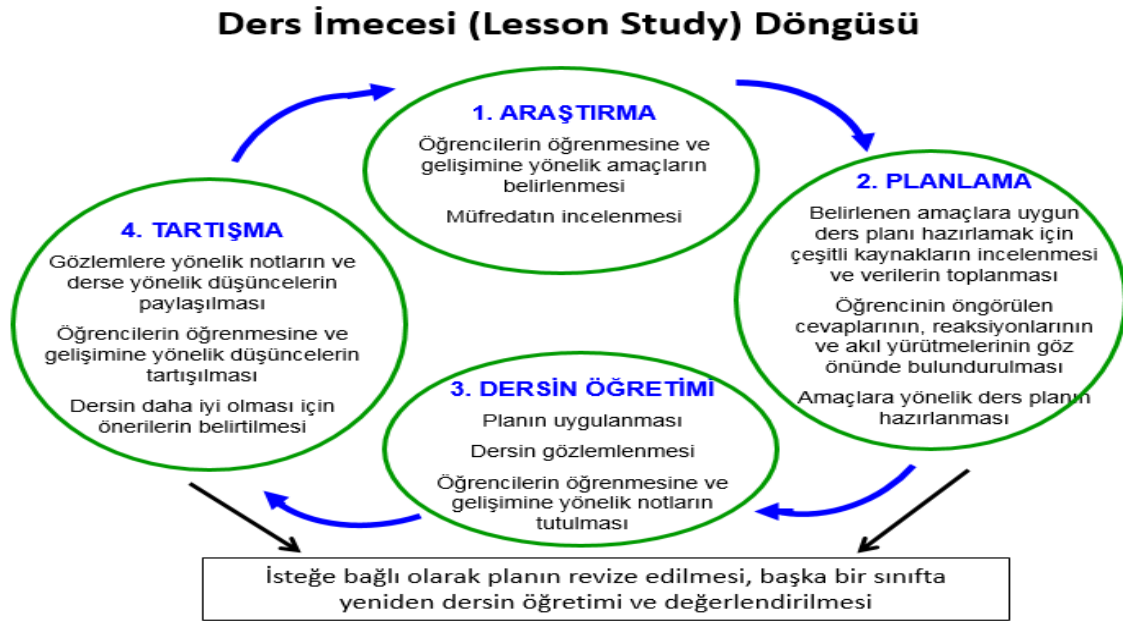 Ders İmecesi (Lesson Study) Döngüsü
1. ARAŞTIRMA
Öğrencilerin öğrenmesine ve
gelişimine yönelik amaçların
belirlenmesi
Müfredatın incelenmesi
2. PLANLAMA
Belirlenen amaçlara uygun
ders planı hazırlamak için
çeşitli kaynakların incelenmesi
ve verilerin toplanması
Öğrencinin öngörülen
cevaplarının, reaksiyonlarının
ve akıl yürütmelerinin göz
önünde bulundurulması
Amaçlara yönelik ders planın
hazırlanması
3. DERSİN ÖĞRETİMİ
Planın uygulanması
Dersin gözlemlenmesi
Öğrencilerin öğrenmesine ve
gelişimine yönelik notların
tutulması
4. TARTIŞMA
Gözlemlere yönelik notların ve
derse yönelik düşüncelerin
paylaşılması
Öğrencilerin öğrenmesine ve
gelişimine yönelik düşüncelerin
tartışılması
Dersin daha iyi olması için
önerilerin belirtilmesi
İsteğe bağlı olarak planın revize edilmesi, başka bir sınıfta
yeniden dersin öğretimi ve değerlendirilmesi